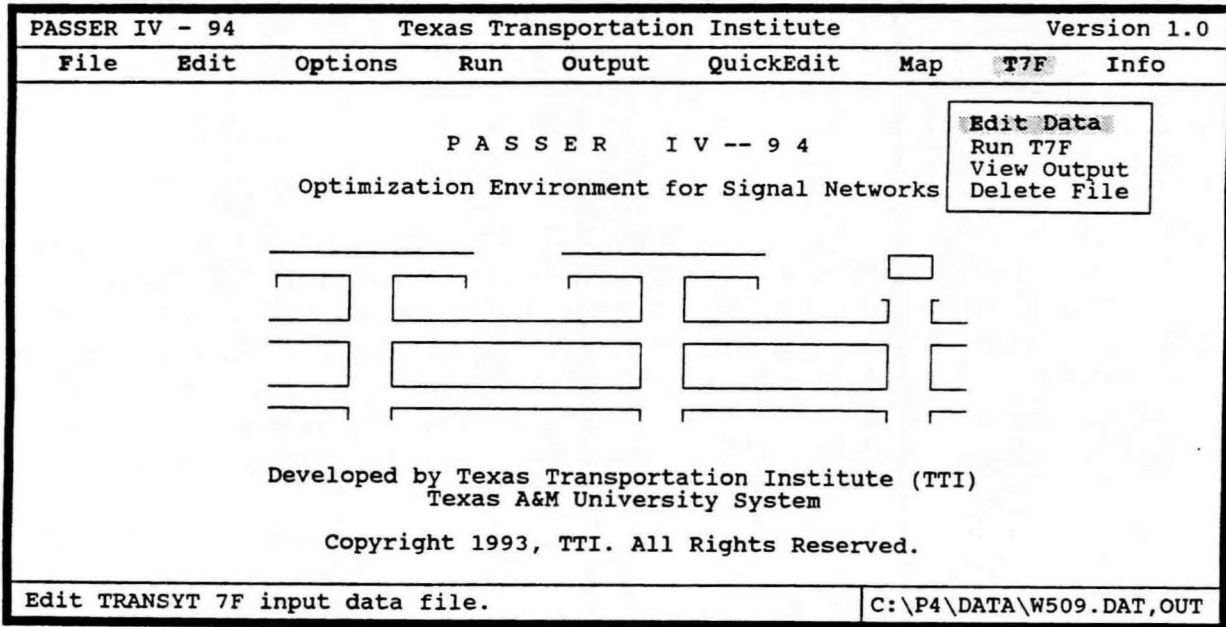 PASSER IV - 94 Texas Transportation Institute Version 1.0
File Edit Options Run Output QuickEdit Map T7F Info
Edit Data
Run T7F
View Output
Delete File
P A S S E R I V -- 9 4
Optimization Environment for Signal Networks
Developed by Texas Transportation Institute (TTI)
Texas A&M University System
Copyright 1993, TTI. All Rights Reserved.
Edit TRANSYT 7F input data file. C:\P4\DATA\W509.DAT,OUT